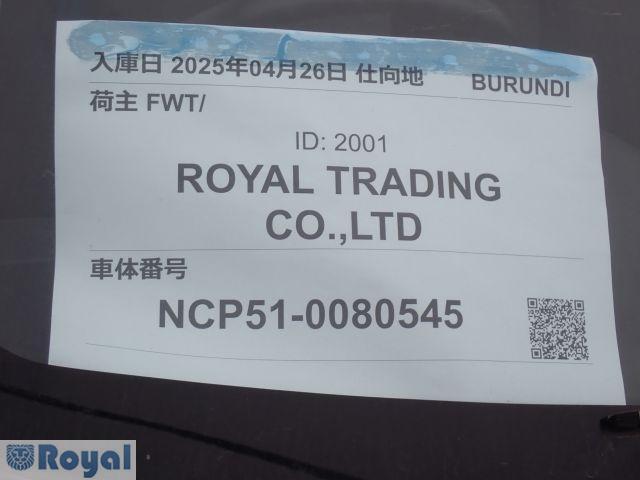 入庫日 2025年04月26日 仕向地 BURUNDI
荷主 FWT/
ID: 2001
ROYAL TRADING
CO.,LTD
車体番号
NCP51-0080545
Royal